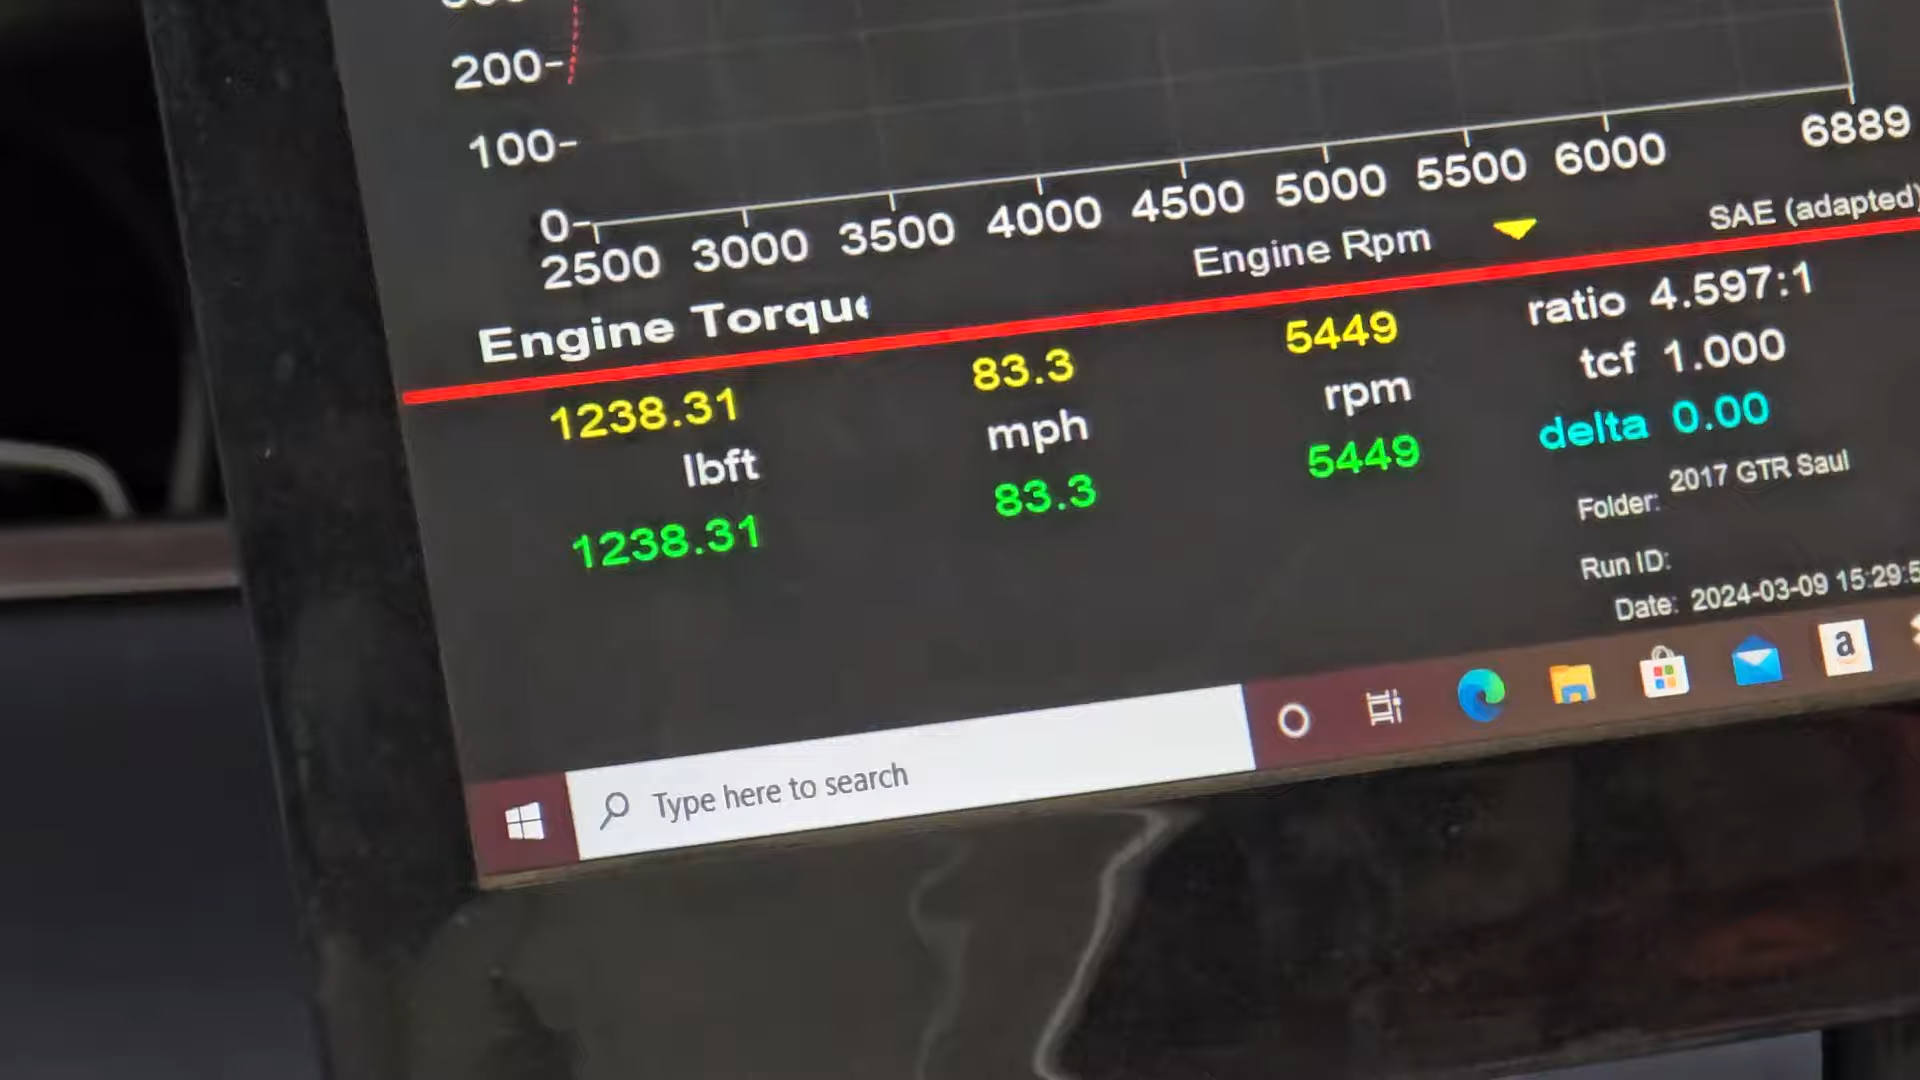 200-
100-
0-
2500 3000 3500 4000 4500 5000 5500 6000 6889
Engine Rpm
SAE (adapted)
Engine Torque
1238.31 83.3 5449 ratio 4.597:1
lbft mph rpm tcf 1.000
1238.31 83.3 5449 delta 0.00
Folder: 2017 GTR Saul
Run ID:
Date: 2024-03-09 15:29:5
Type here to search
a